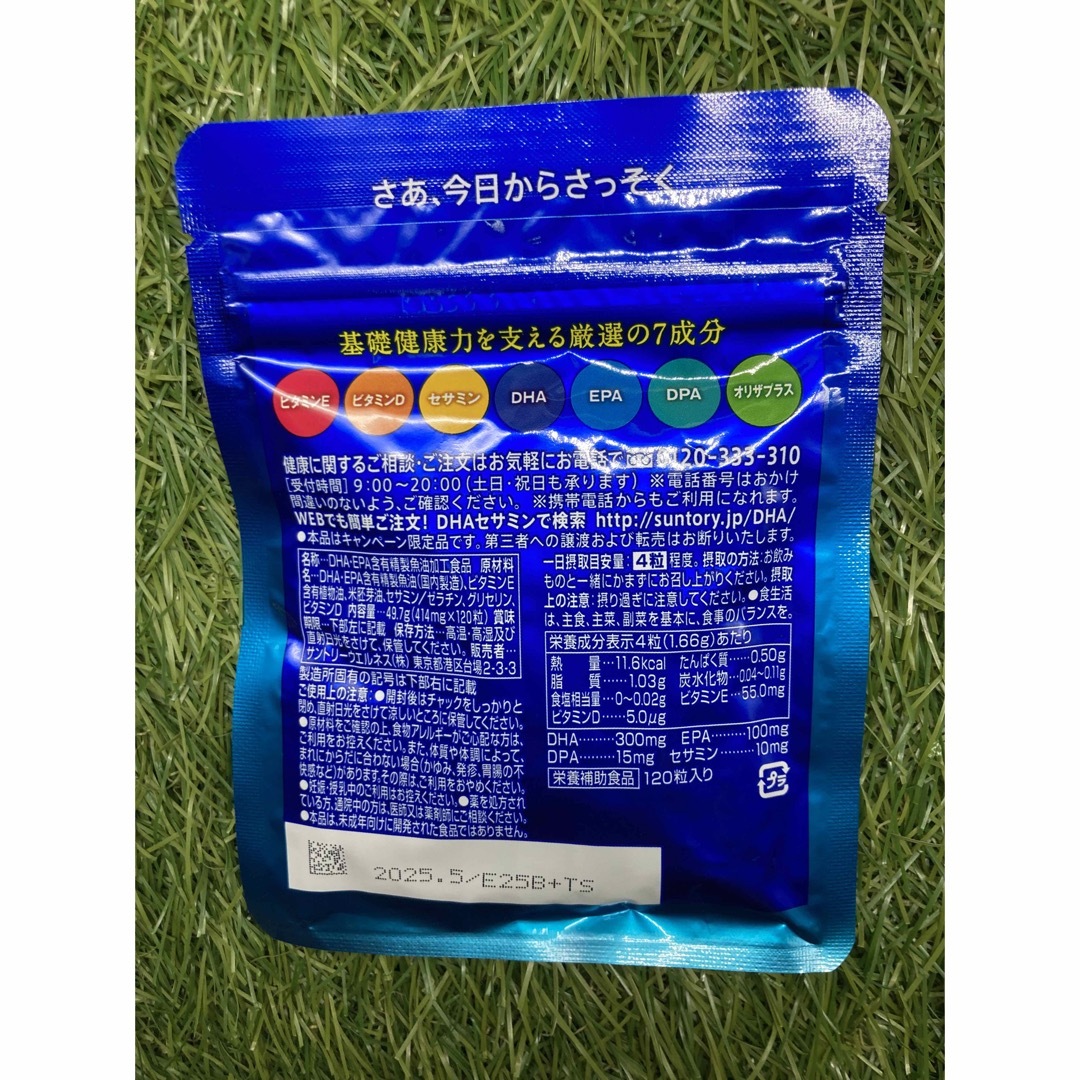 さあ、今日からさっそく
基礎健康力を支える厳選の7成分
ビタミンE ビタミンD セサミン DHA EPA DPA オリザプラス
健康に関するご相談・ご注文はお気軽にお電話で 120-333-310
[受付時間] 9:00〜20:00(土日・祝日も承ります) ※電話番号はおかけ
間違いのないよう、ご確認ください。 ※携帯電話からもご利用になれます。
WEBでも簡単ご注文! DHAセサミンで検索 http://suntory.jp/DHA/
●本品はキャンペーン限定品です。第三者への譲渡および転売はお断りいたします。
名称…DHA・EPA含有精製魚油加工食品 原材料
名…DHA・EPA含有精製魚油(国内製造)、ビタミンE
含有植物油、米胚芽油、セサミン/ゼラチン、グリセリン、
ビタミンD 内容量…49.7g(414mg×120粒) 賞味
期限…下部左に記載 保存方法…高温・高湿及び
直射日光をさけて、保管してください。 販売者…
サントリーウエルネス(株) 東京都港区台場2-3-3
製造所固有の記号は下部右に記載
ご使用上の注意:●開封後はチャックをしっかりと
閉め、直射日光をさけて涼しいところに保管してください。
●原材料をご確認の上、食物アレルギーがご心配な方は、
ご利用をお控えください。また、体質や体調によって、
まれにからだに合わない場合(かゆみ、発疹、胃腸の不
快感など)があります。その際は、ご利用をおやめください。
●妊娠・授乳中のご利用はお控えください。●薬を処方され
ている方、通院中の方は、医師又は薬剤師にご相談ください。
●本品は、未成年向けに開発された食品ではありません。
一日摂取目安量:4粒程度。摂取の方法:お飲み
ものと一緒にかまずにお召し上がりください。摂取
上の注意:摂り過ぎに注意してください。●食生活
は、主食、主菜、副菜を基本に、食事のバランスを。
栄養成分表示4粒(1.66g)あたり
熱量…11.6kcal たんぱく質……0.50g
脂質……1.03g 炭水化物…0.04〜0.11g
食塩相当量…0〜0.02g ビタミンE…55.0mg
ビタミンD……5.0μg
DHA………300mg EPA………100mg
DPA………15mg セサミン………10mg
栄養補助食品 120粒入り
プラ
2025.5/E25B+TS